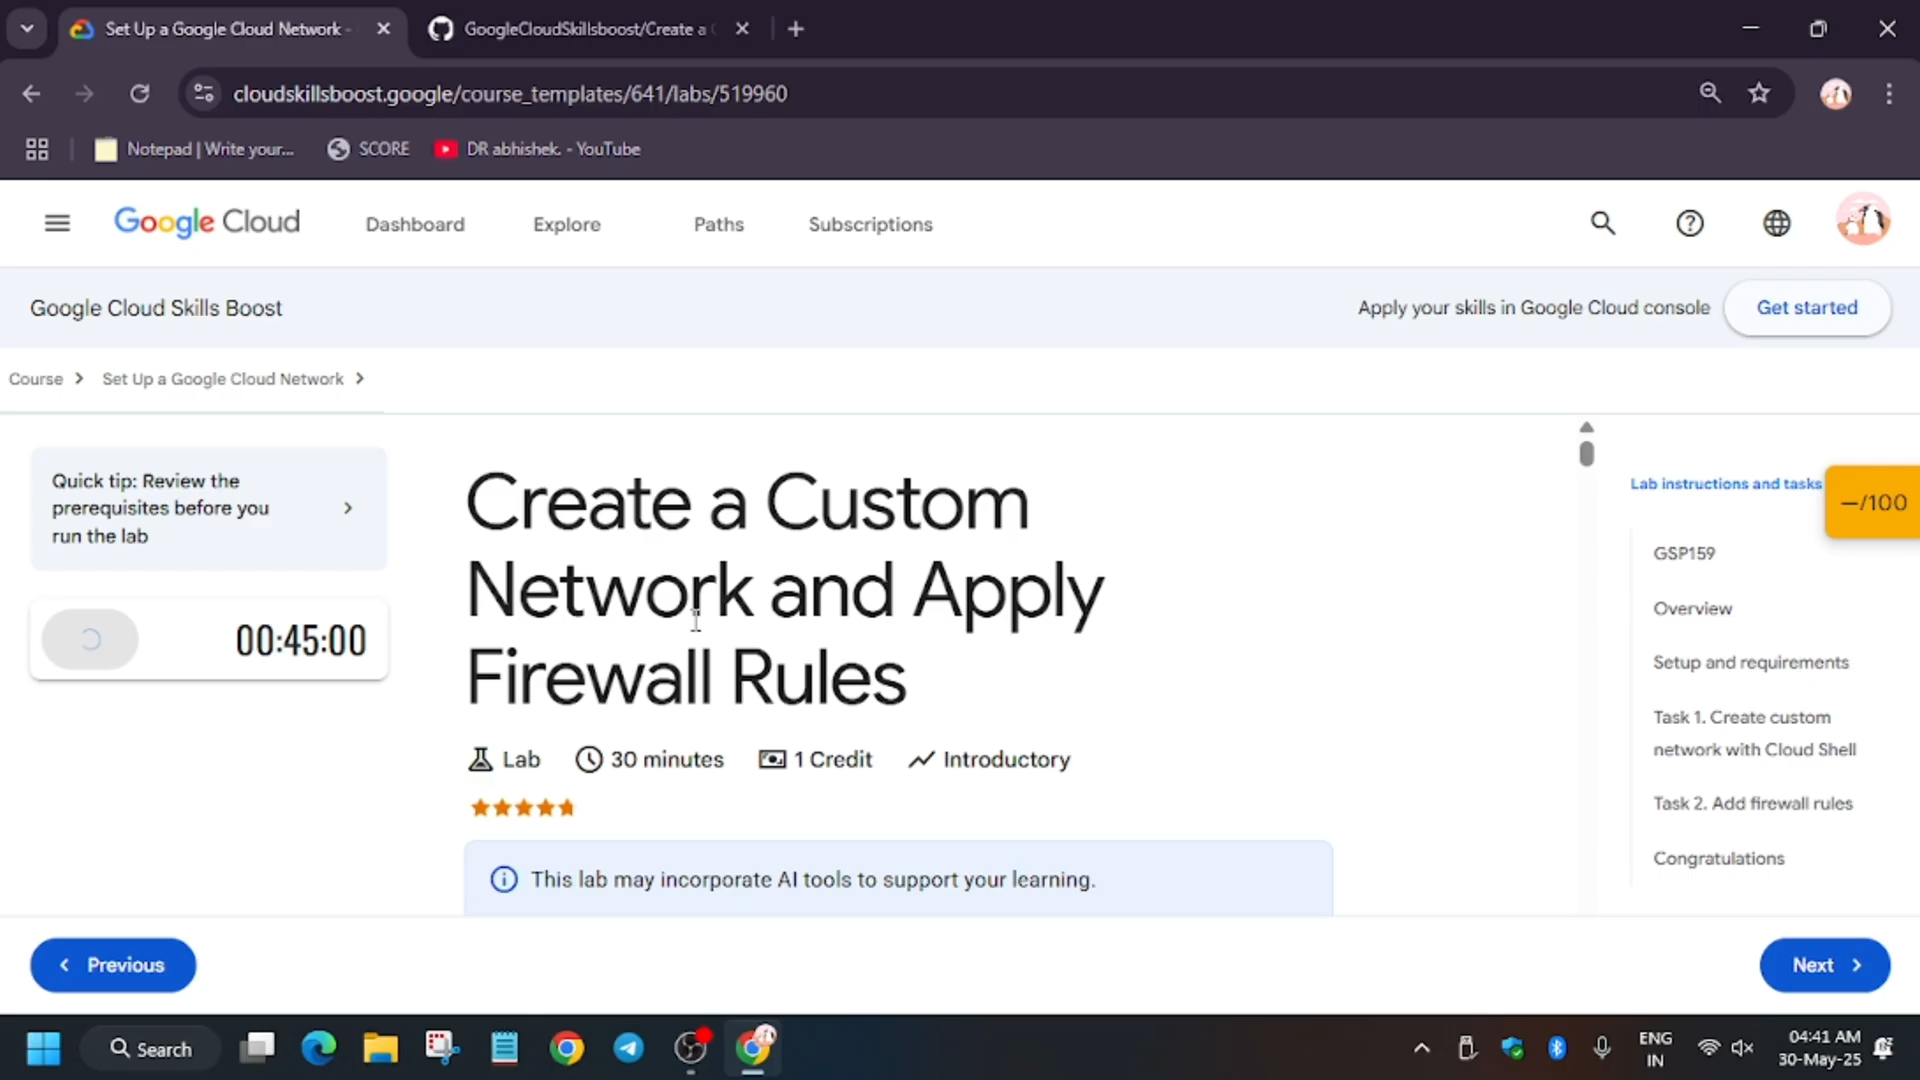 Set Up a Google Cloud Network -
GoogleCloudSkillsboost/Create a
cloudskillsboost.google/course_templates/641/labs/519960
Notepad | Write your...
SCORE
DR abhishek. - YouTube
Google Cloud
Dashboard
Explore
Paths
Subscriptions
Google Cloud Skills Boost
Apply your skills in Google Cloud console
Get started
Course
Set Up a Google Cloud Network
Quick tip: Review the
prerequisites before you
run the lab
00:45:00
Create a Custom
Network and Apply
Firewall Rules
Lab
30 minutes
1 Credit
Introductory
This lab may incorporate AI tools to support your learning.
Lab instructions and tasks
—/100
GSP159
Overview
Setup and requirements
Task 1. Create custom
network with Cloud Shell
Task 2. Add firewall rules
Congratulations
Previous
Next
Search
ENG
IN
04:41 AM
30-May-25